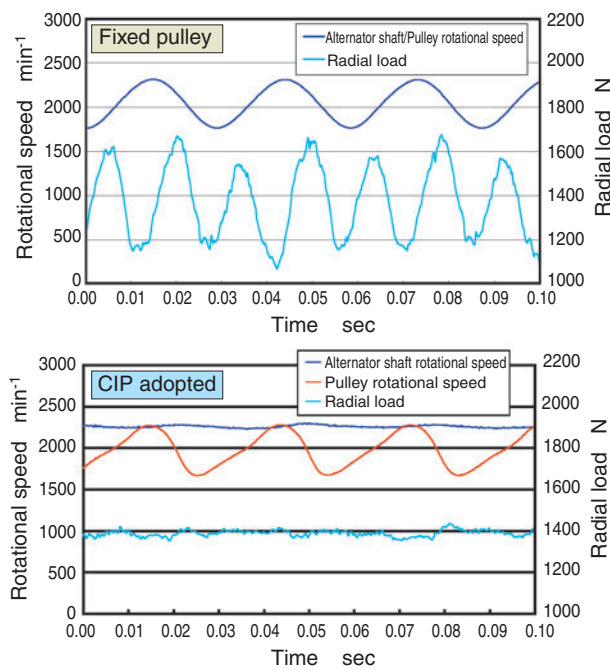 Fixed pulley
Alternator shaft/Pulley rotational speed
Radial load
Rotational speed min-1
3000
2500
2000
1500
1000
500
0
2200
2000
1800
1600
1400
1200
1000
Radial load N
0.00 0.01 0.02 0.03 0.04 0.05 0.06 0.07 0.08 0.09 0.10
Time sec
CIP adopted
Alternator shaft rotational speed
Pulley rotational speed
Radial load
Rotational speed min-1
3000
2500
2000
1500
1000
500
0
2200
2000
1800
1600
1400
1200
1000
Radial load N
0.00 0.01 0.02 0.03 0.04 0.05 0.06 0.07 0.08 0.09 0.10
Time sec